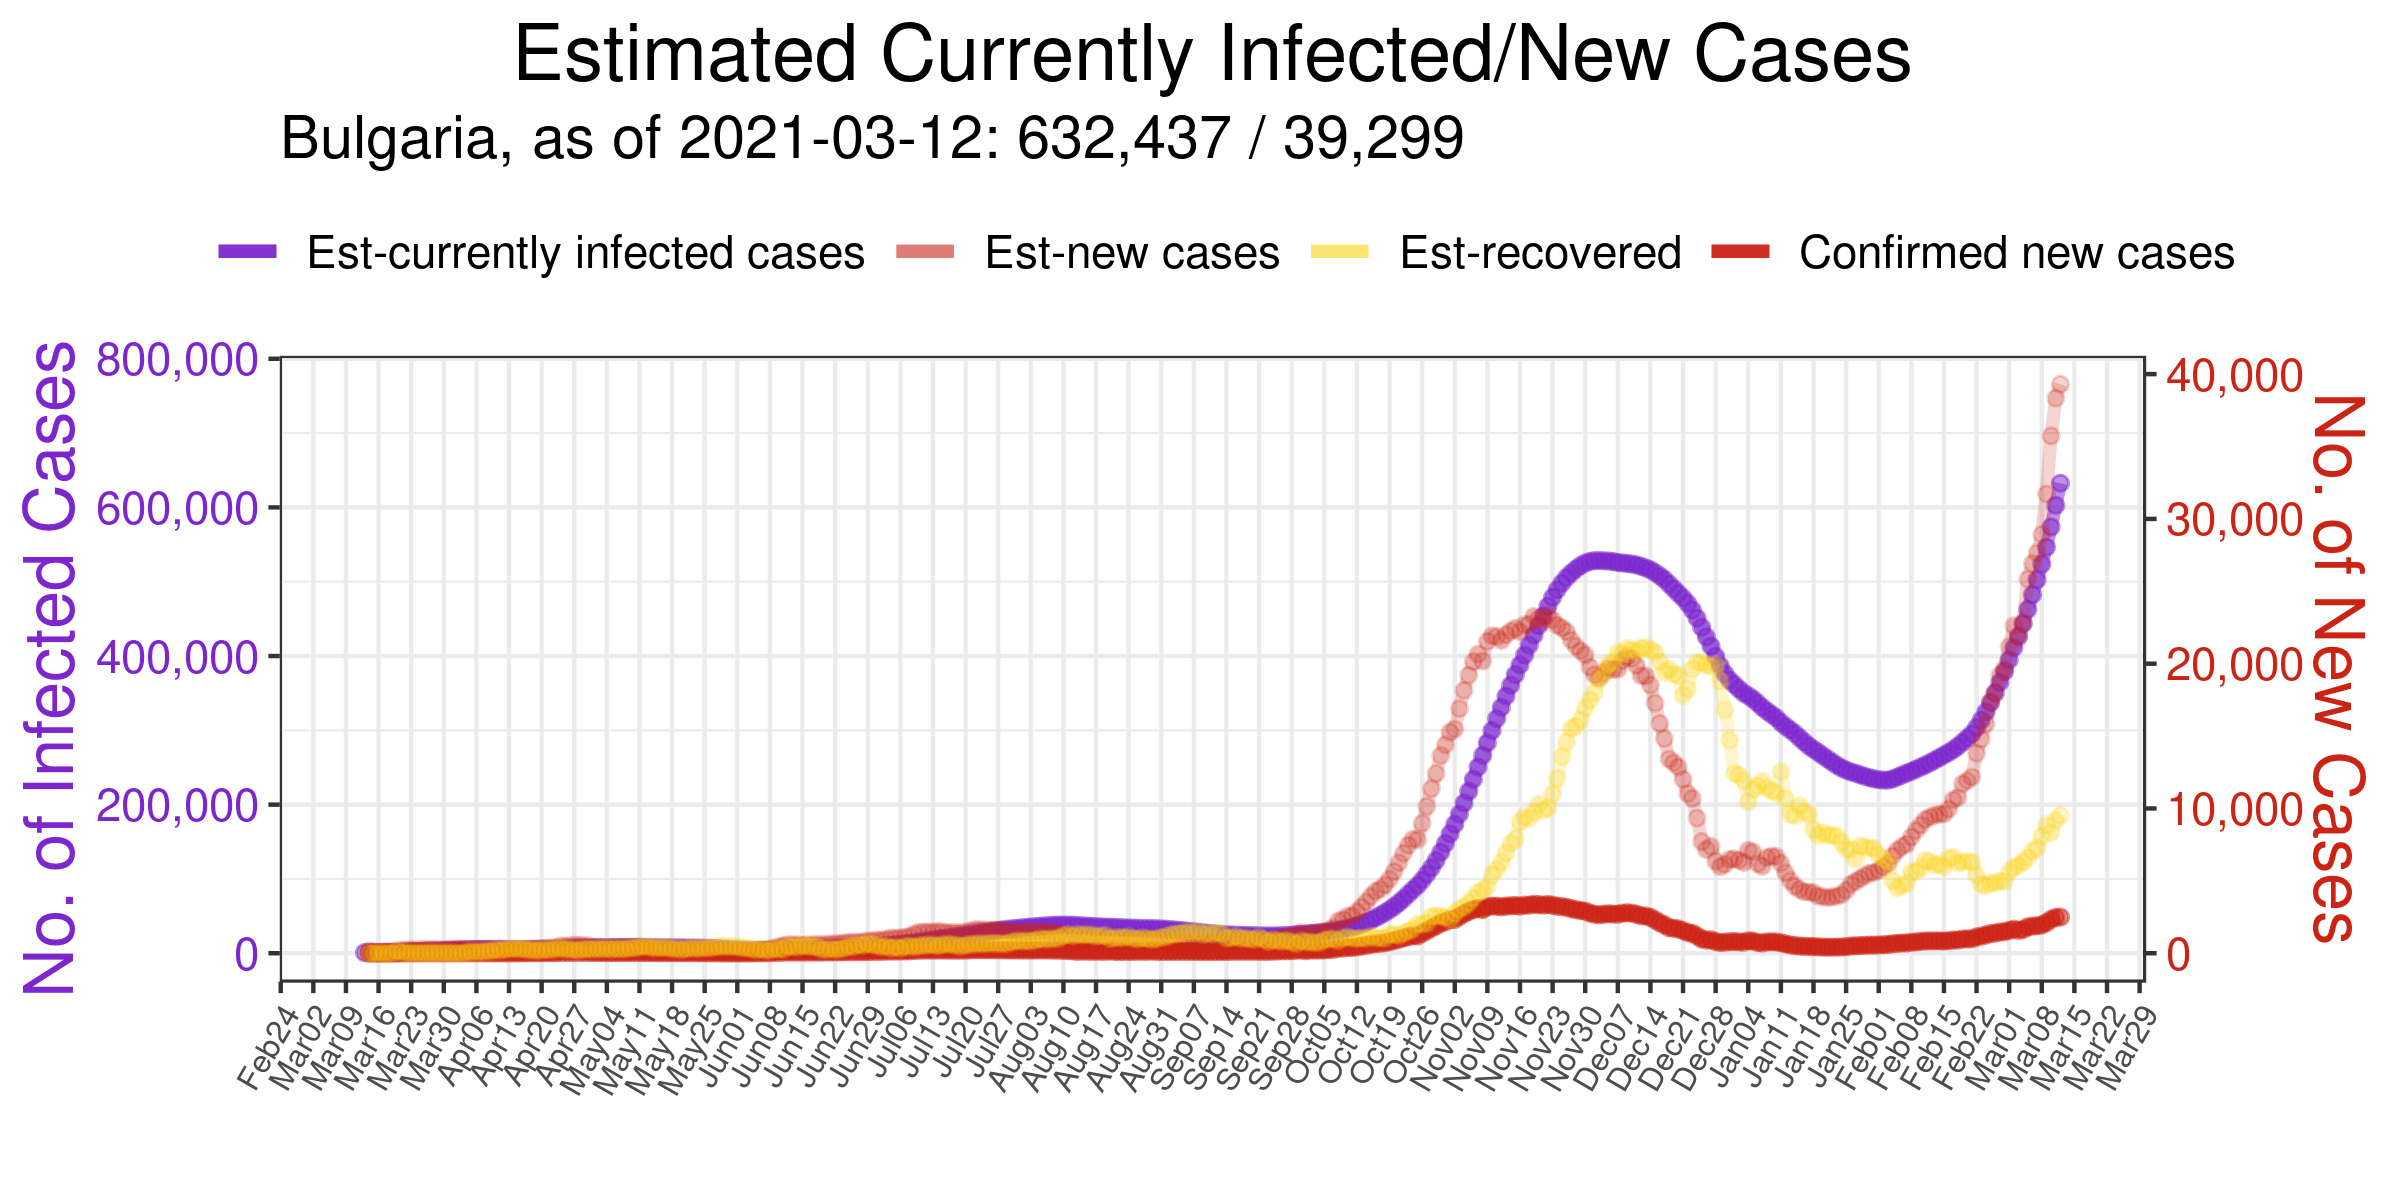 Estimated Currently Infected/New Cases
Bulgaria, as of 2021-03-12: 632,437 / 39,299
Est-currently infected cases Est-new cases Est-recovered Confirmed new cases
No. of Infected Cases
800,000
600,000
400,000
200,000
0
40,000
30,000
20,000
10,000
0
No. of New Cases
Feb24 Mar02 Mar09 Mar16 Mar23 Mar30 Apr06 Apr13 Apr20 Apr27 May04 May11 May18 May25 Jun01 Jun08 Jun15 Jun22 Jun29 Jul06 Jul13 Jul20 Jul27 Aug03 Aug10 Aug17 Aug24 Aug31 Sep07 Sep14 Sep21 Sep28 Oct05 Oct12 Oct19 Oct26 Nov02 Nov09 Nov16 Nov23 Nov30 Dec07 Dec14 Dec21 Dec28 Jan04 Jan11 Jan18 Jan25 Feb01 Feb08 Feb15 Feb22 Mar01 Mar08 Mar15 Mar22 Mar29